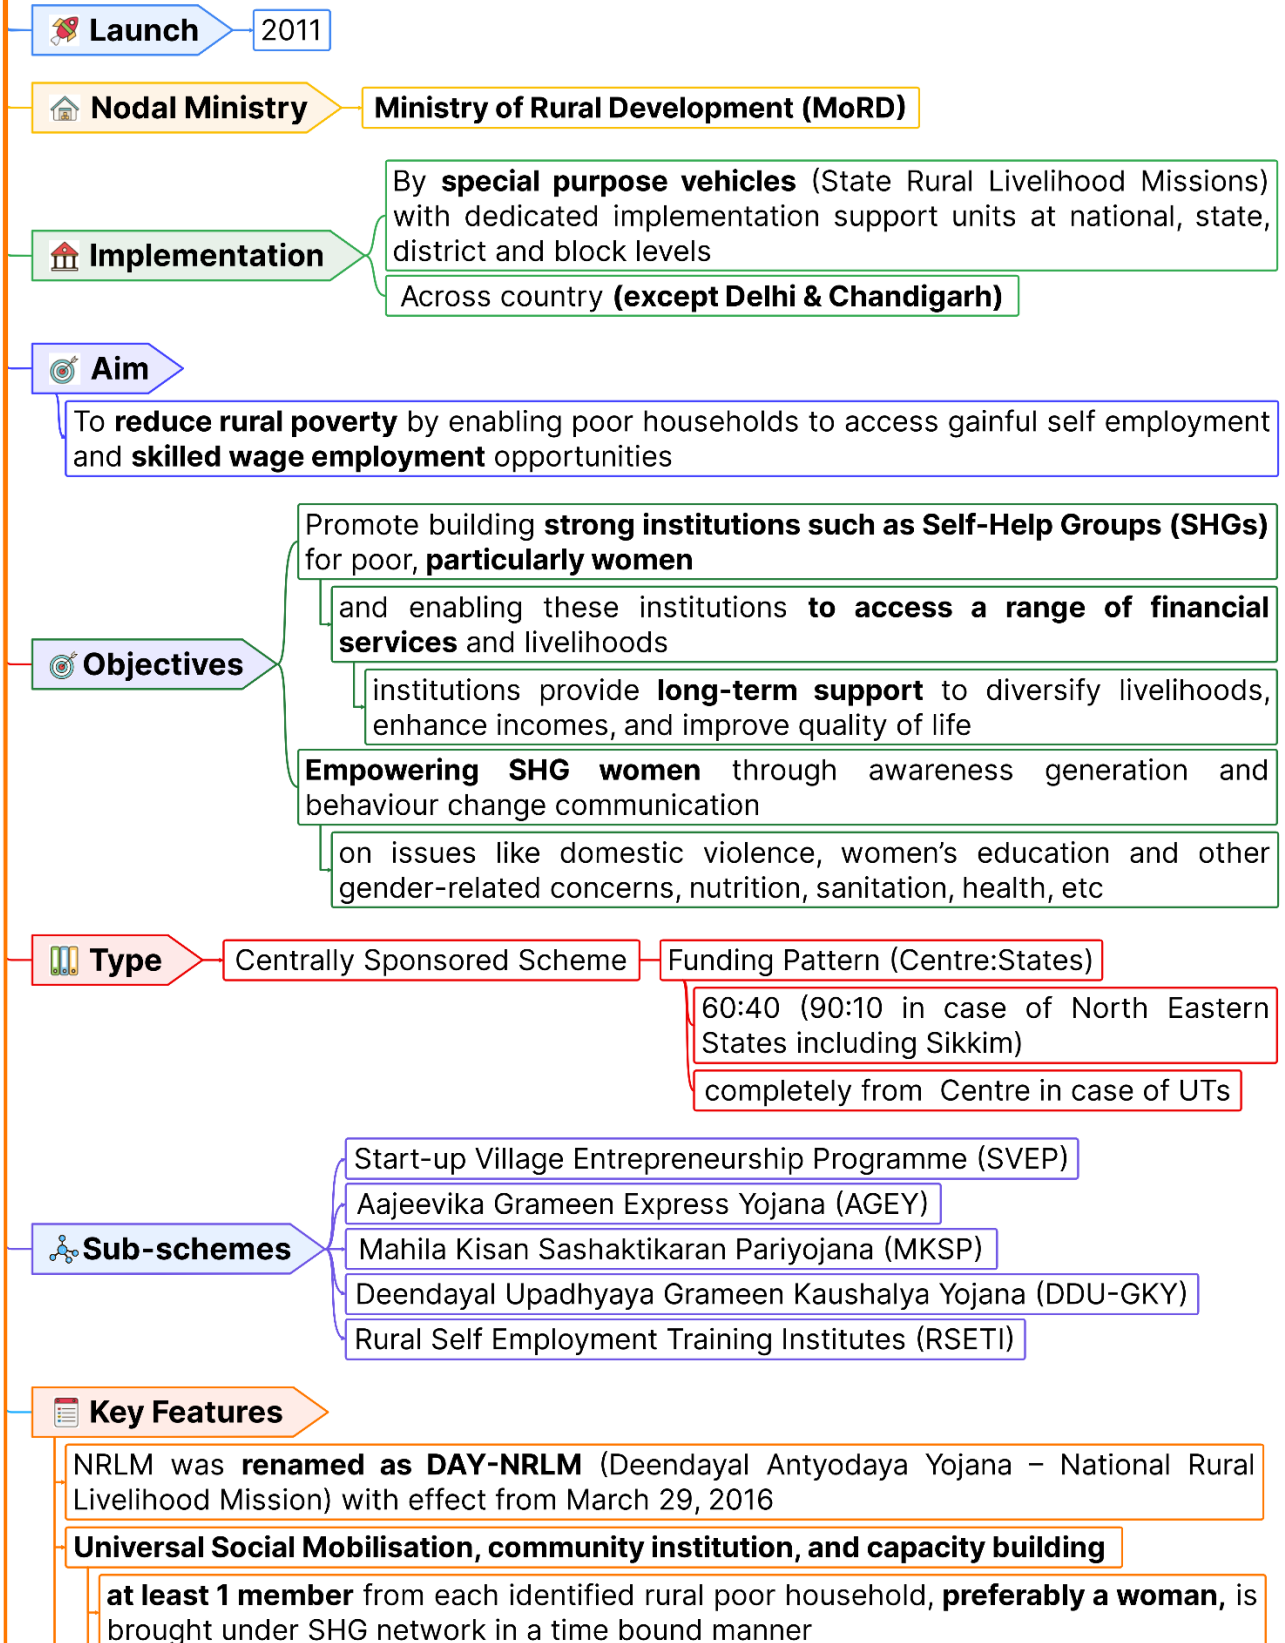 Launch
2011
Nodal Ministry
Ministry of Rural Development (MoRD)
Implementation
By special purpose vehicles (State Rural Livelihood Missions)
with dedicated implementation support units at national, state,
district and block levels
Across country (except Delhi & Chandigarh)
Aim
To reduce rural poverty by enabling poor households to access gainful self employment
and skilled wage employment opportunities
Objectives
Promote building strong institutions such as Self-Help Groups (SHGs)
for poor, particularly women
and enabling these institutions to access a range of financial
services and livelihoods
institutions provide long-term support to diversify livelihoods,
enhance incomes, and improve quality of life
Empowering SHG women through awareness generation and
behaviour change communication
on issues like domestic violence, women's education and other
gender-related concerns, nutrition, sanitation, health, etc
Type
Centrally Sponsored Scheme
Funding Pattern (Centre:States)
60:40 (90:10 in case of North Eastern
States including Sikkim)
completely from Centre in case of UTs
Sub-schemes
Start-up Village Entrepreneurship Programme (SVEP)
Aajeevika Grameen Express Yojana (AGEY)
Mahila Kisan Sashaktikaran Pariyojana (MKSP)
Deendayal Upadhyaya Grameen Kaushalya Yojana (DDU-GKY)
Rural Self Employment Training Institutes (RSETI)
Key Features
NRLM was renamed as DAY-NRLM (Deendayal Antyodaya Yojana – National Rural
Livelihood Mission) with effect from March 29, 2016
Universal Social Mobilisation, community institution, and capacity building
at least 1 member from each identified rural poor household, preferably a woman, is
brought under SHG network in a time bound manner